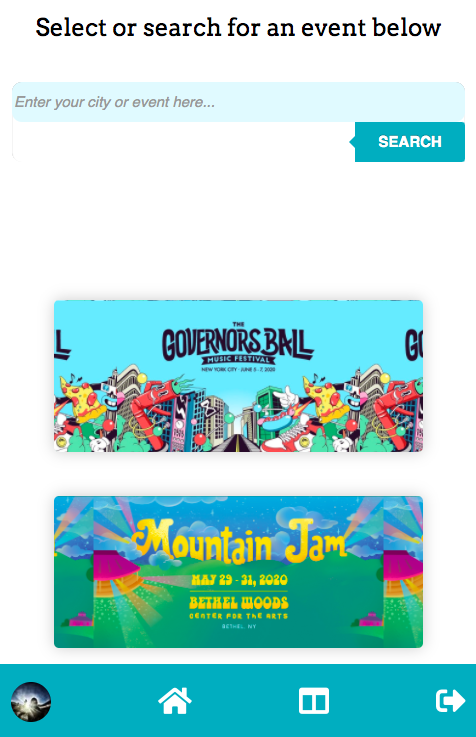 Select or search for an event below
Enter your city or event here...
SEARCH
THE
GOVERNORS BALL
MUSIC FESTIVAL
NEW YORK CITY · JUNE 5 - 7, 2020
Mountain Jam
MAY 29 - 31, 2020
BETHEL WOODS
CENTER FOR THE ARTS
BETHEL, NY